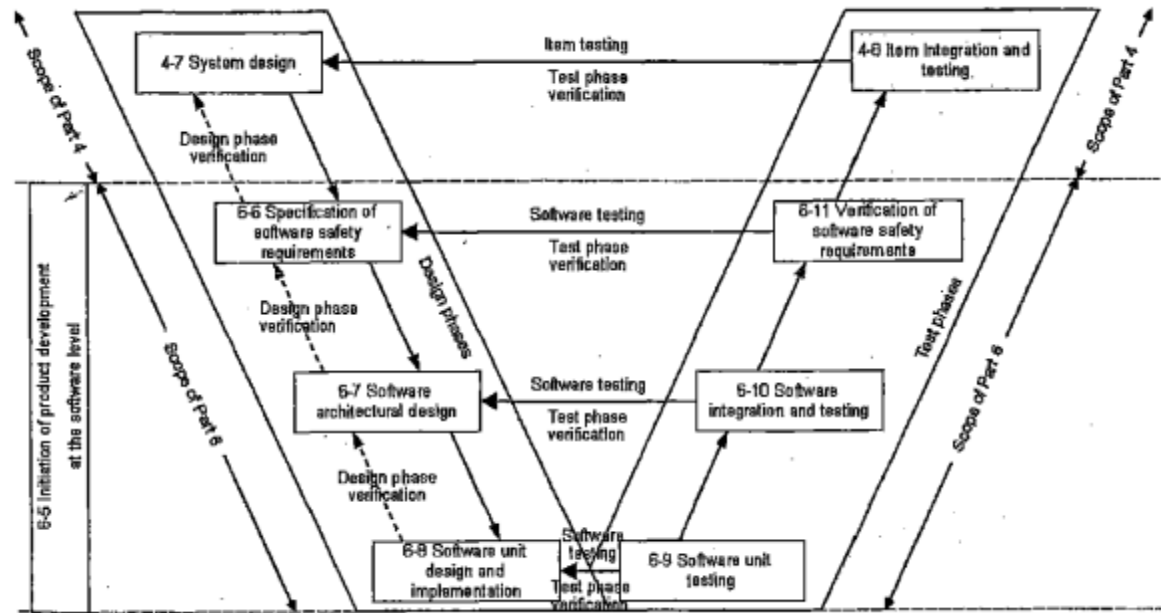 Scope of Part 4
4-7 System design
Item testing
Test phase
verification
4-8 Item Integration and
testing
Scope of Part 4
Design phase
verification
6-5 Initiation of product development
at the software level
6-6 Specification of
software safety
requirements
Software testing
Test phase
verification
6-11 Verification of
software safety
requirements
Design phases
Test phases
Design phase
verification
Scope of Part 6
Scope of Part 6
6-7 Software
architectural design
Software testing
Test phase
verification
6-10 Software
integration and testing
Design phase
verification
6-8 Software unit
design and
implementation
Software
testing
Test phase
verification
6-9 Software unit
testing